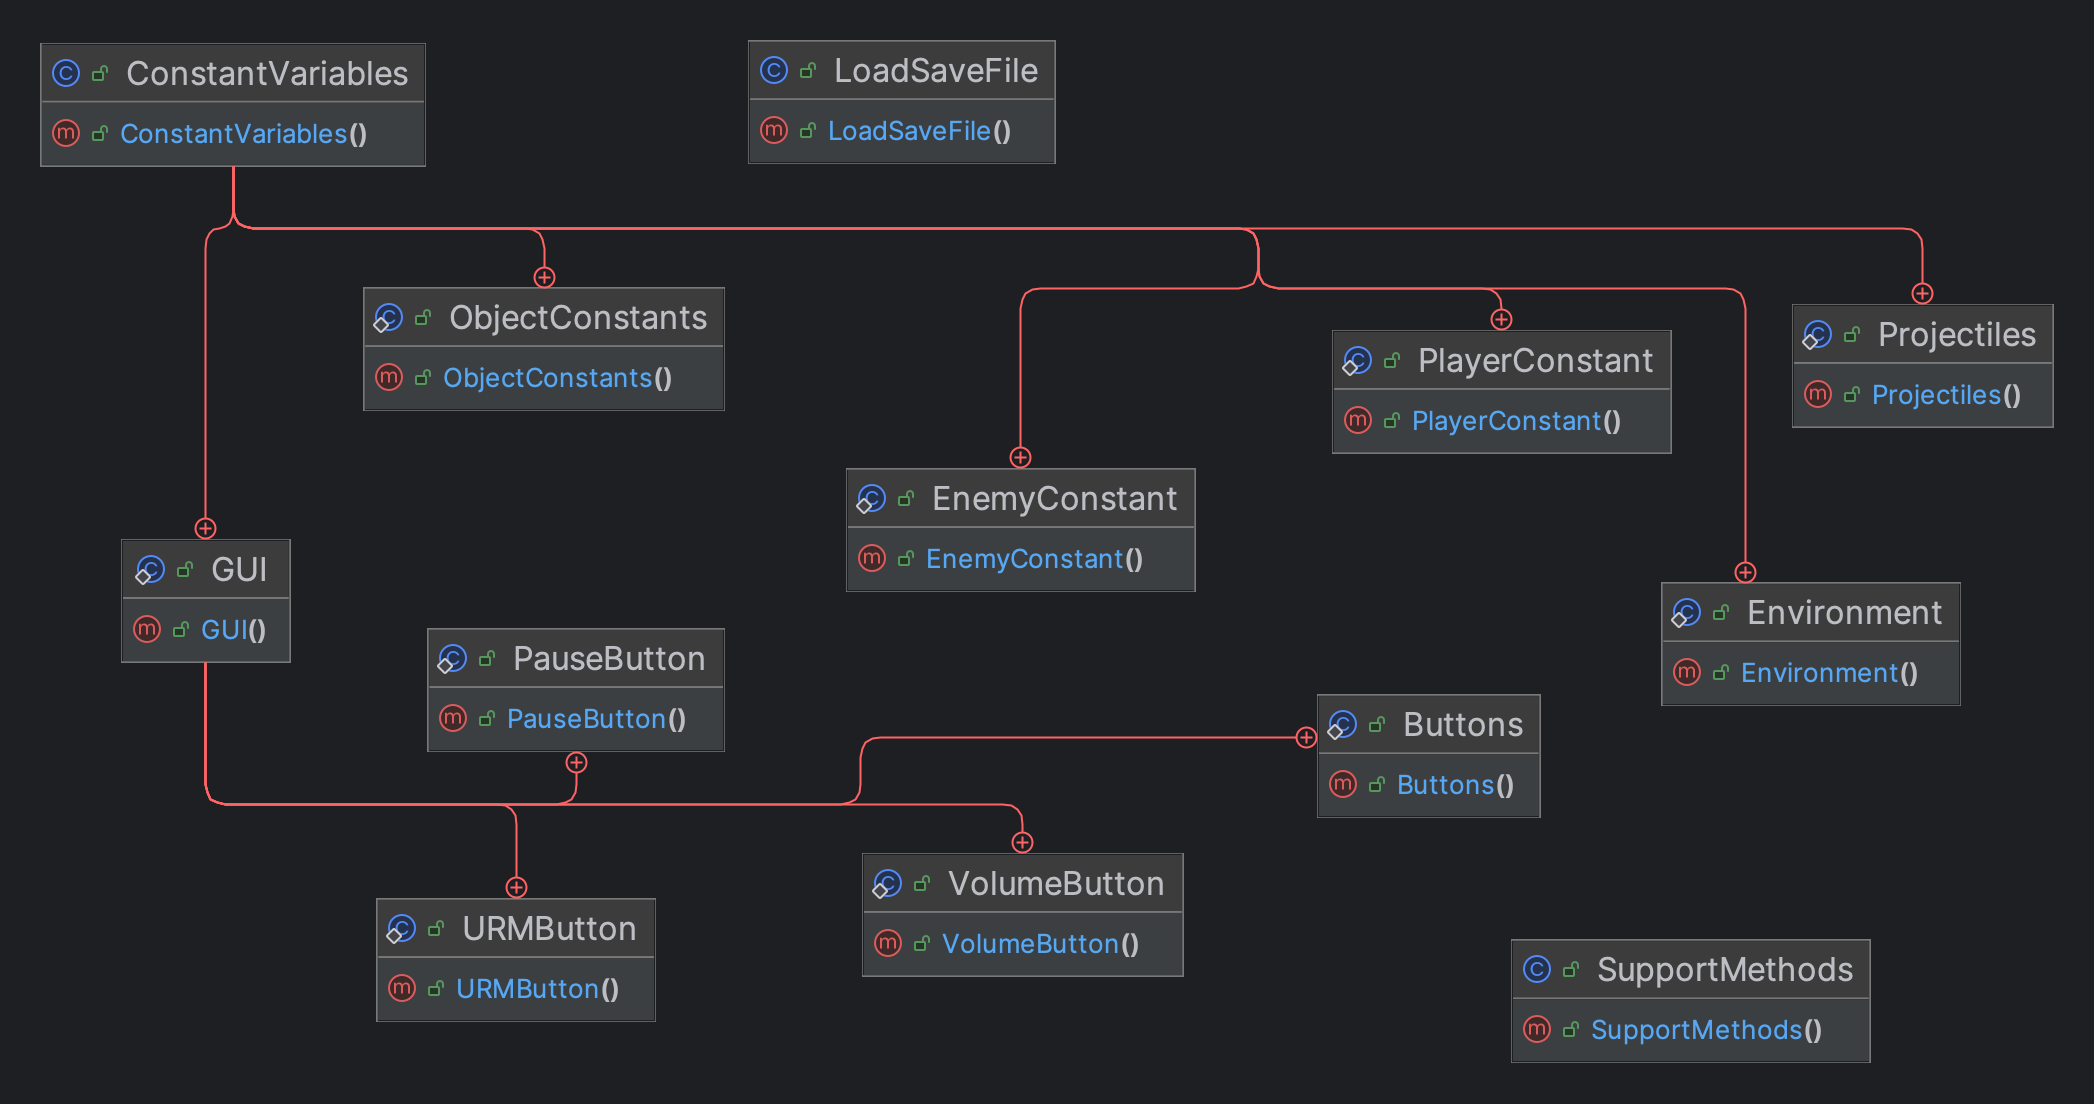 ConstantVariables
ConstantVariables()
LoadSaveFile
LoadSaveFile()
ObjectConstants
ObjectConstants()
PlayerConstant
PlayerConstant()
Projectiles
Projectiles()
EnemyConstant
EnemyConstant()
GUI
GUI()
Environment
Environment()
PauseButton
PauseButton()
Buttons
Buttons()
VolumeButton
VolumeButton()
URMButton
URMButton()
SupportMethods
SupportMethods()